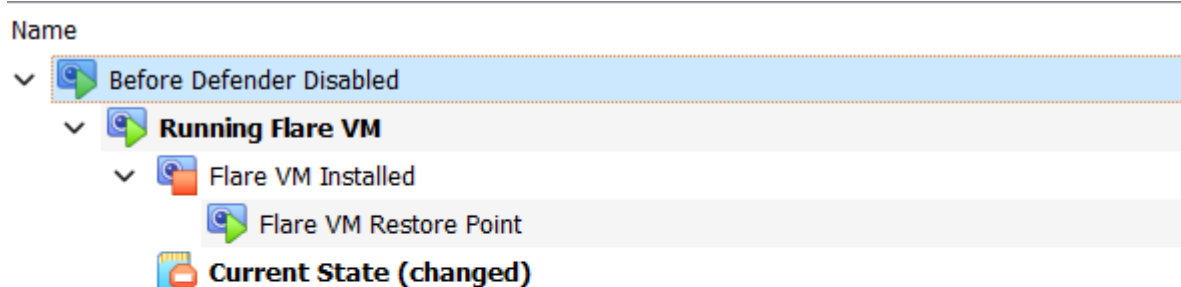 Name
Before Defender Disabled
Running Flare VM
Flare VM Installed
Flare VM Restore Point
Current State (changed)